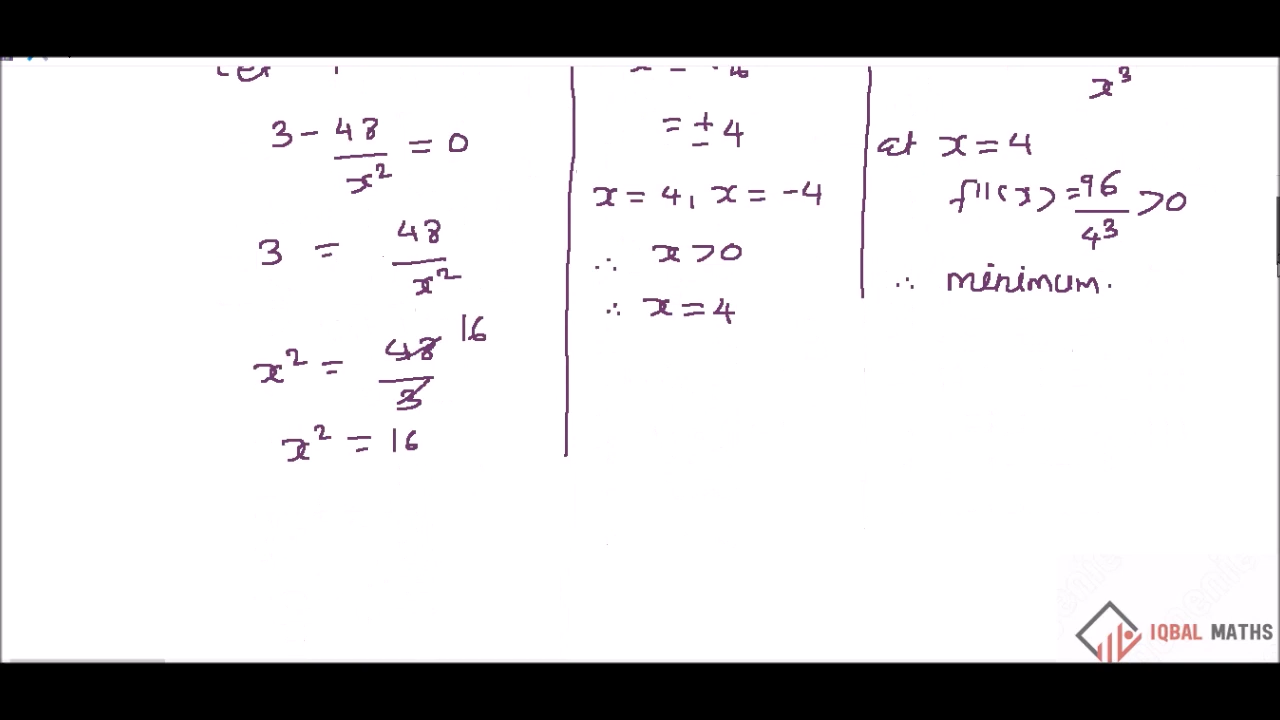 Let
3 - 48/x² = 0
3 = 48/x²
x² = 48/3 16
x² = 16
= ± 4
x = 4, x = -4
∴ x > 0
∴ x = 4
x³
at x = 4
f''(x) = 96/4³ > 0
∴ minimum.
IQBAL MATHS